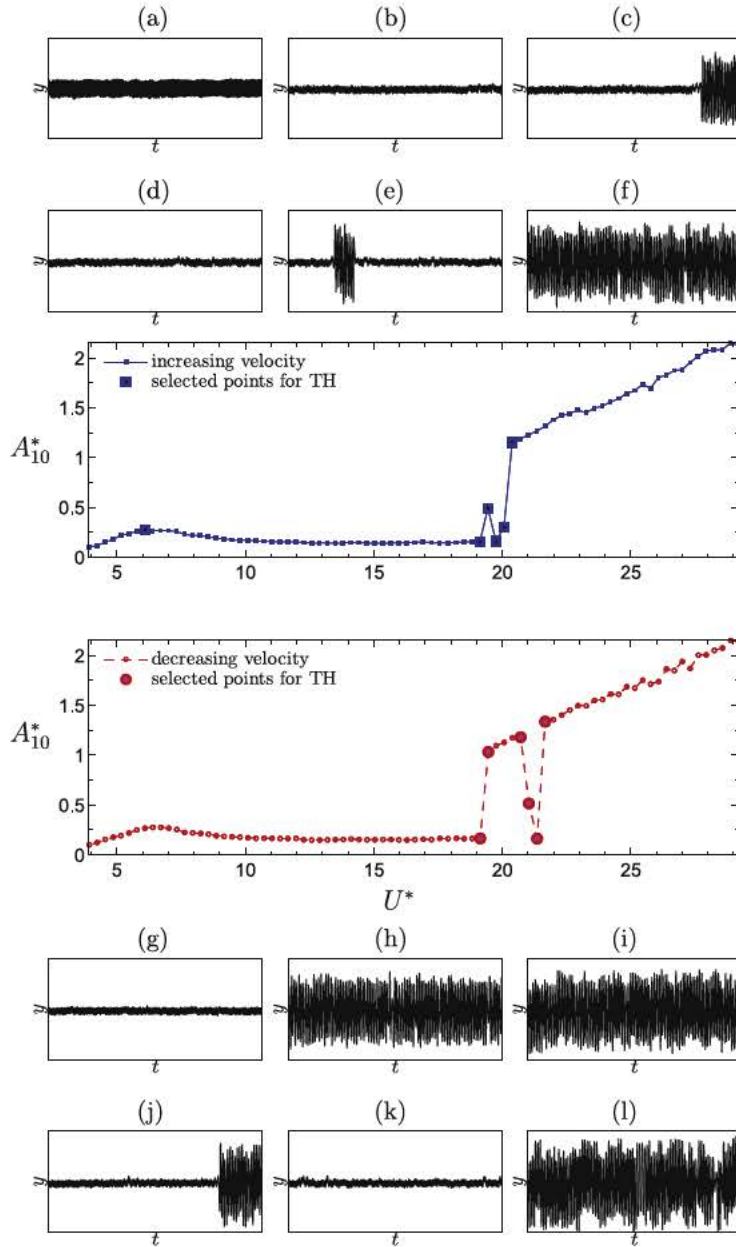 (a) (b) (c)
y y y
t t t
(d) (e) (f)
y y y
t t t
2
increasing velocity
selected points for TH
1.5
A*10
1
0.5
0
5 10 15 20 25
2
decreasing velocity
selected points for TH
1.5
A*10
1
0.5
0
5 10 15 20 25
U*
(g) (h) (i)
y y y
t t t
(j) (k) (l)
y y y
t t t